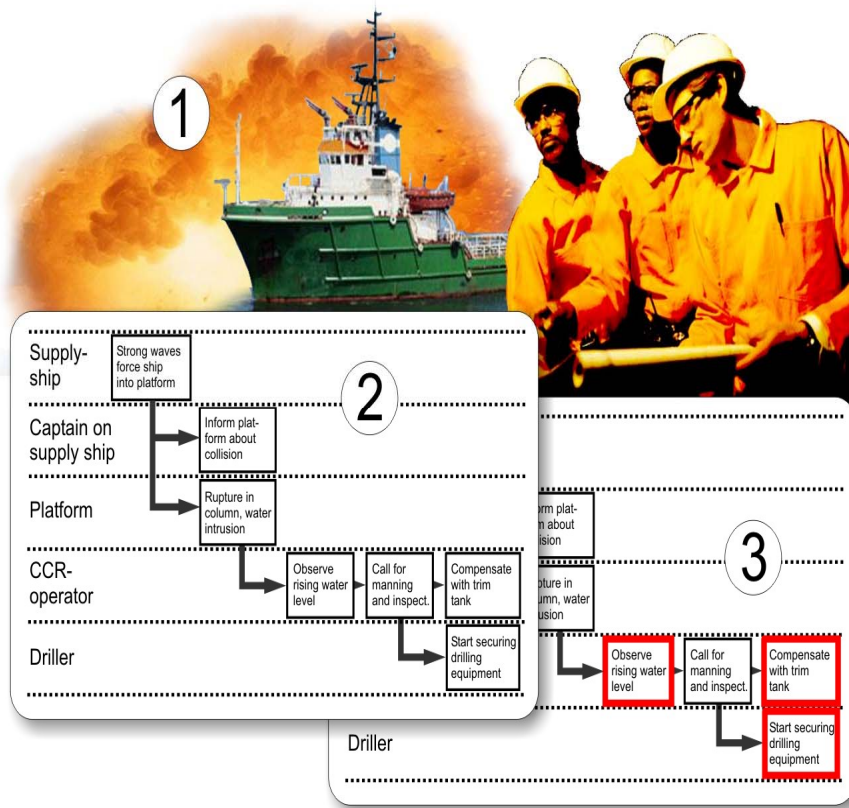 1
2
Supply-
ship
Strong waves
force ship
into platform
Captain on
supply ship
Inform plat-
form about
collision
Platform
Rupture in
column, water
intrusion
CCR-
operator
Observe
rising water
level
Call for
manning
and inspect.
Compensate
with trim
tank
Driller
Start securing
drilling
equipment
3
rm plat-
m about
ision
pture in
umn, water
usion
Observe
rising water
level
Call for
manning
and inspect.
Compensate
with trim
tank
Driller
Start securing
drilling
equipment